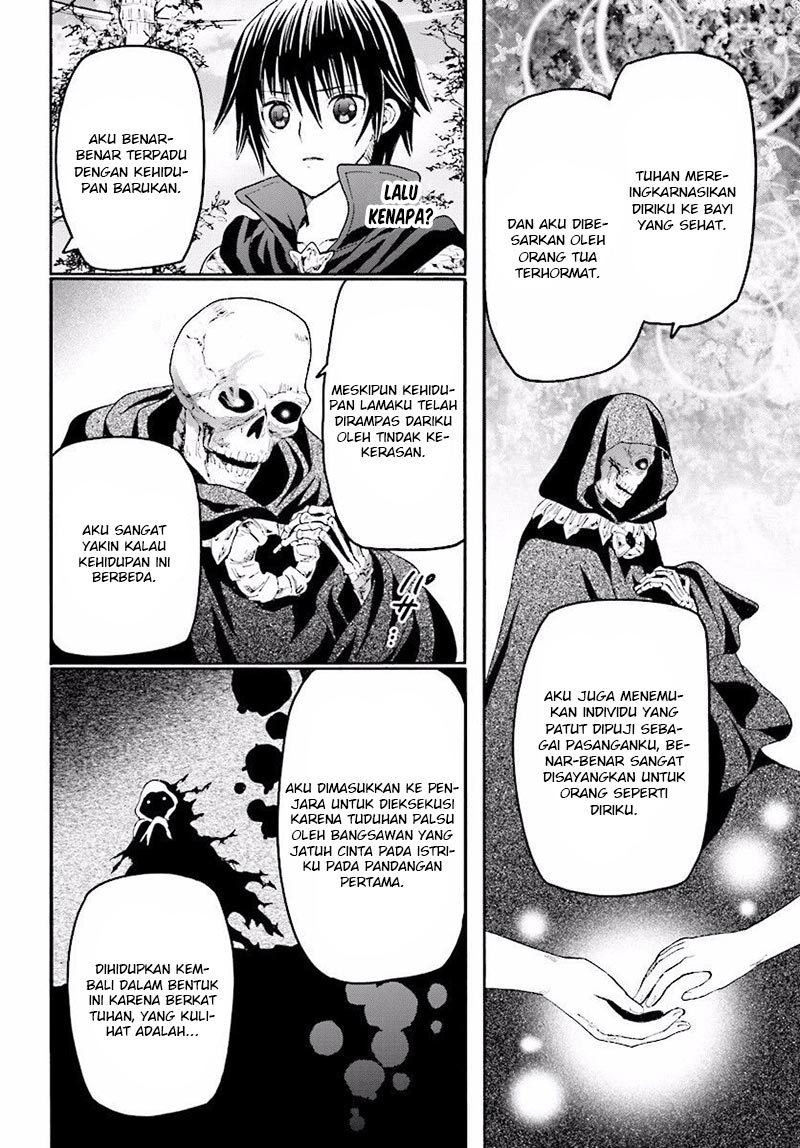 TUHAN MERE-
INGKARNASIKAN
DIRIKU KE BAYI
YANG SEHAT.
DAN AKU DIBE-
SARKAN OLEH
ORANG TUA
TERHORMAT.
AKU JUGA MENEMU-
KAN INDIVIDU YANG
PATUT DIPUJI SEBA-
GAI PASANGANKU, BE-
NAR-BENAR SANGAT
DISAYANGKAN UNTUK
ORANG SEPERTI
DIRIKU.
LALU
KENAPA?
AKU BENAR-
BENAR TERPADU
DENGAN KEHIDU-
PAN BARUKAN.
MESKIPUN KEHIDU-
PAN LAMAKU TELAH
DIRAMPAS DARIKU
OLEH TINDAK KE-
KERASAN.
AKU SANGAT
YAKIN KALAU
KEHIDUPAN INI
BERBEDA.
AKU DIMASUKKAN KE PEN-
JARA UNTUK DIEKSEKUSI
KARENA TUDUHAN PALSU
OLEH BANGSAWAN YANG
JATUH CINTA PADA ISTRI-
KU PADA PANDANGAN
PERTAMA.
DIHIDUPKAN KEM-
BALI DALAM BENTUK
INI KARENA BERKAT
TUHAN, YANG KULI-
HAT ADALAH...